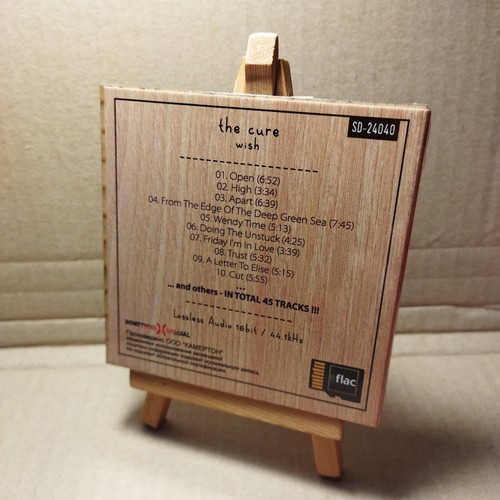 the cure
SD-24040
wish
01. Open (6:52)
02. High (3:34)
03. Apart (6:39)
04. From The Edge Of The Deep Green Sea (7:45)
05. Wendy Time (5:13)
06. Doing The Unstuck (4:25)
07. Friday I'm In Love (3:39)
08. Trust (5:32)
09. A Letter To Elise (5:15)
10. Cut (5:55)
...
... and others - IN TOTAL 45 TRACKS !!!
Lossless Audio 16bit / 44.1kHz
SPECIAL
Произведено ООО "КАМЕРТОН"
flac